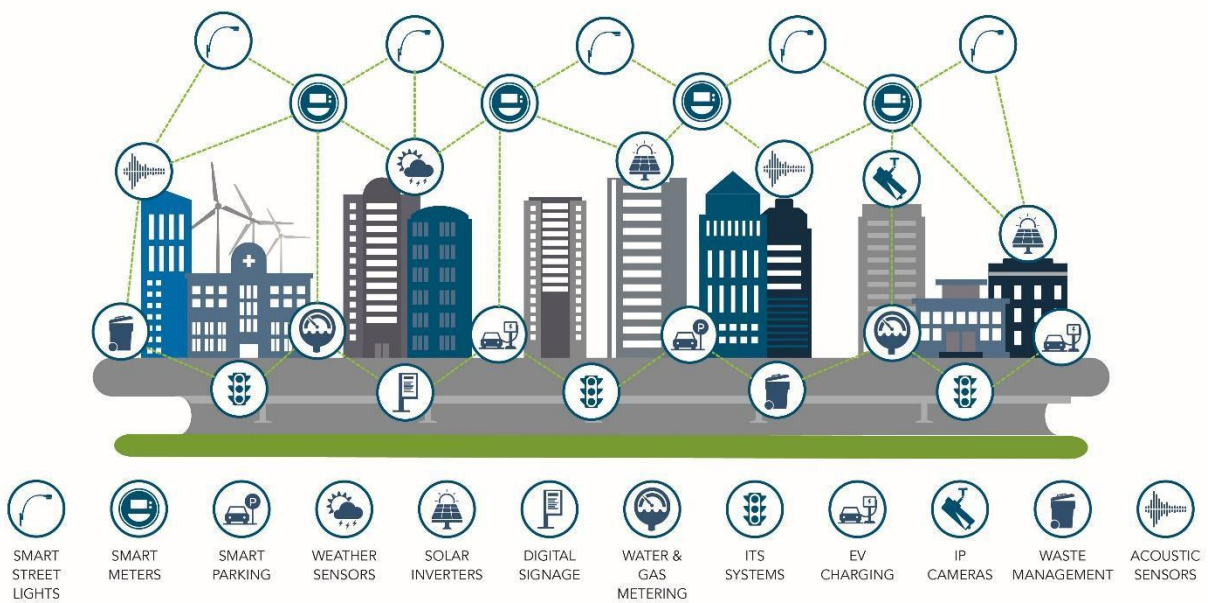 SMART
STREET
LIGHTS
SMART
METERS
SMART
PARKING
WEATHER
SENSORS
SOLAR
INVERTERS
DIGITAL
SIGNAGE
WATER &
GAS
METERING
ITS
SYSTEMS
EV
CHARGING
IP
CAMERAS
WASTE
MANAGEMENT
ACOUSTIC
SENSORS
P
P